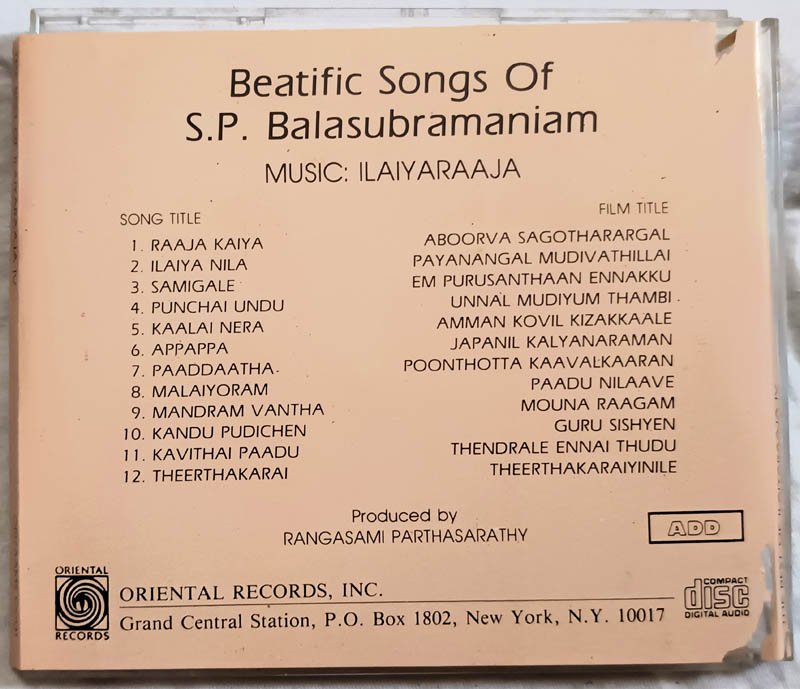 Beatific Songs Of
S.P. Balasubramaniam
MUSIC: ILAIYARAAJA
SONG TITLE FILM TITLE
1. RAAJA KAIYA ABOORVA SAGOTHARARGAL
2. ILAIYA NILA PAYANANGAL MUDIVATHILLAI
3. SAMIGALE EM PURUSANTHAAN ENNAKKU
4. PUNCHAI UNDU UNNAL MUDIYUM THAMBI
5. KAALAI NERA AMMAN KOVIL KIZAKKAALE
6. APPAPPA JAPANIL KALYANARAMAN
7. PAADDAATHA POONTHOTTA KAAVALKAARAN
8. MALAIYORAM PAADU NILAAVE
9. MANDRAM VANTHA MOUNA RAAGAM
10. KANDU PUDICHEN GURU SISHYEN
11. KAVITHAI PAADU THENDRALE ENNAI THUDU
12. THEERTHAKARAI THEERTHAKARAIYINILE
Produced by
RANGASAMI PARTHASARATHY
ADD
ORIENTAL
RECORDS
ORIENTAL RECORDS, INC.
Grand Central Station, P.O. Box 1802, New York, N.Y. 10017
COMPACT
disc
DIGITAL AUDIO